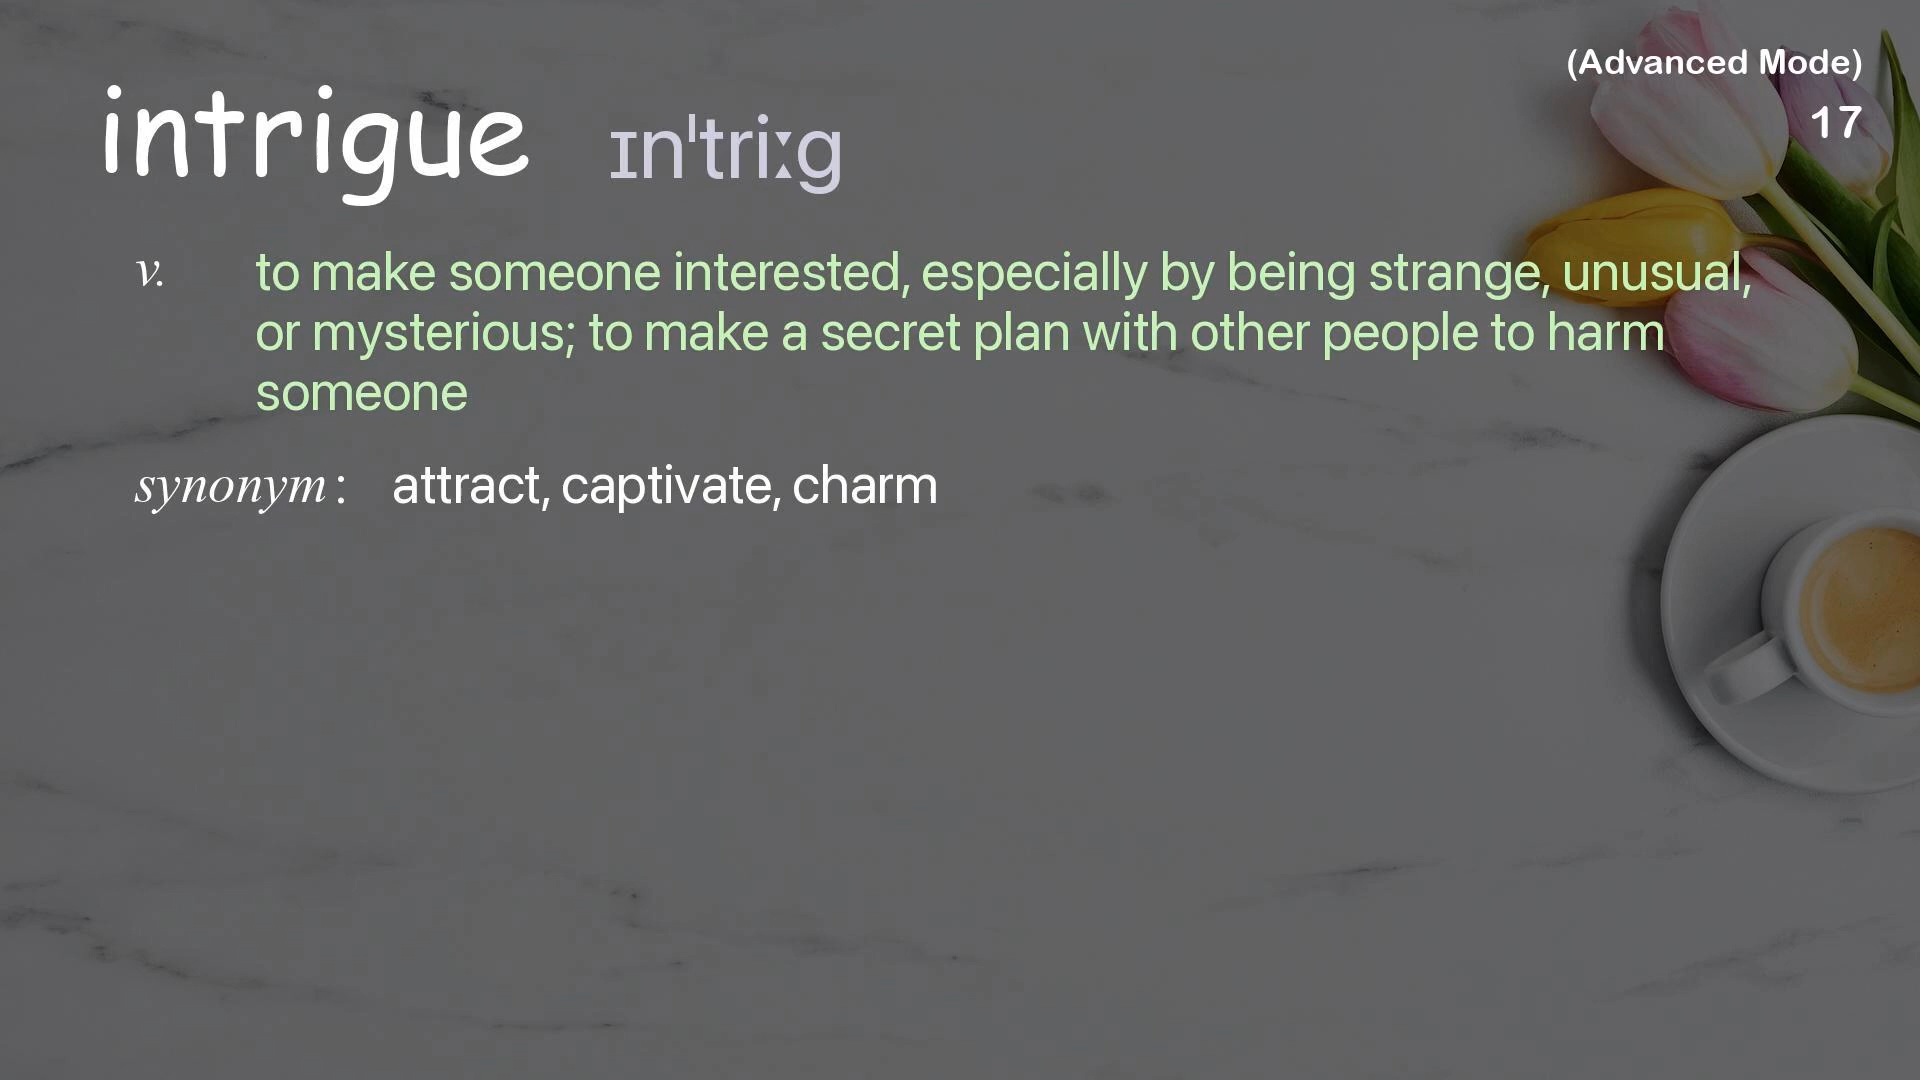 (Advanced Mode)
17
intrigue ɪnˈtriːg
v. to make someone interested, especially by being strange, unusual,
or mysterious; to make a secret plan with other people to harm
someone
synonym : attract, captivate, charm